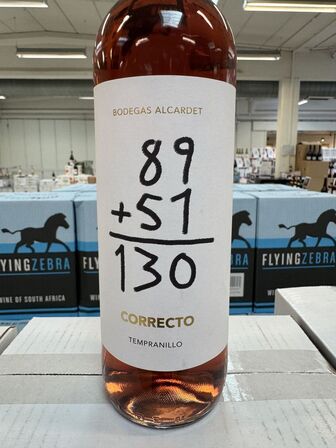 BODEGAS ALCARDET
89
+51
130
CORRECTO
TEMPRANILLO
FLYINGZEBRA
WINE OF SOUTH AFRICA
FLYINGZEBRA